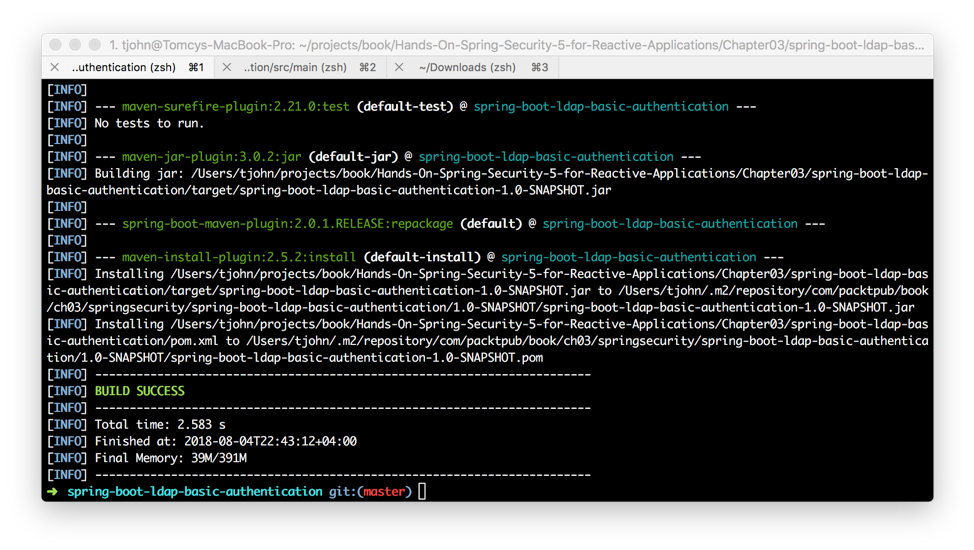 1. tjohn@Tomcys-MacBook-Pro: ~/projects/book/Hands-On-Spring-Security-5-for-Reactive-Applications/Chapter03/spring-boot-ldap-bas...
..uthentication (zsh) ⌘1 ..tion/src/main (zsh) ⌘2 ~/Downloads (zsh) ⌘3
[INFO]
[INFO] --- maven-surefire-plugin:2.21.0:test (default-test) @ spring-boot-ldap-basic-authentication ---
[INFO] No tests to run.
[INFO]
[INFO] --- maven-jar-plugin:3.0.2:jar (default-jar) @ spring-boot-ldap-basic-authentication ---
[INFO] Building jar: /Users/tjohn/projects/book/Hands-On-Spring-Security-5-for-Reactive-Applications/Chapter03/spring-boot-ldap-
basic-authentication/target/spring-boot-ldap-basic-authentication-1.0-SNAPSHOT.jar
[INFO]
[INFO] --- spring-boot-maven-plugin:2.0.1.RELEASE:repackage (default) @ spring-boot-ldap-basic-authentication ---
[INFO]
[INFO] --- maven-install-plugin:2.5.2:install (default-install) @ spring-boot-ldap-basic-authentication ---
[INFO] Installing /Users/tjohn/projects/book/Hands-On-Spring-Security-5-for-Reactive-Applications/Chapter03/spring-boot-ldap-bas
ic-authentication/target/spring-boot-ldap-basic-authentication-1.0-SNAPSHOT.jar to /Users/tjohn/.m2/repository/com/packtpub/book
/ch03/springsecurity/spring-boot-ldap-basic-authentication/1.0-SNAPSHOT/spring-boot-ldap-basic-authentication-1.0-SNAPSHOT.jar
[INFO] Installing /Users/tjohn/projects/book/Hands-On-Spring-Security-5-for-Reactive-Applications/Chapter03/spring-boot-ldap-bas
ic-authentication/pom.xml to /Users/tjohn/.m2/repository/com/packtpub/book/ch03/springsecurity/spring-boot-ldap-basic-authentica
tion/1.0-SNAPSHOT/spring-boot-ldap-basic-authentication-1.0-SNAPSHOT.pom
[INFO] ------------------------------------------------------------------------
[INFO] BUILD SUCCESS
[INFO] ------------------------------------------------------------------------
[INFO] Total time: 2.583 s
[INFO] Finished at: 2018-08-04T22:43:12+04:00
[INFO] Final Memory: 39M/391M
[INFO] ------------------------------------------------------------------------
➜ spring-boot-ldap-basic-authentication git:(master)